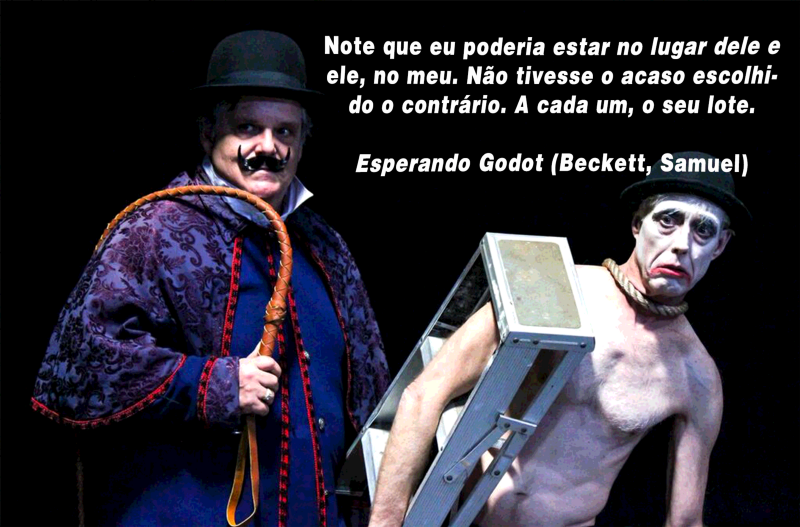 Note que eu poderia estar no lugar dele e
ele, no meu. Não tivesse o acaso escolhi-
do o contrário. A cada um, o seu lote.
Esperando Godot (Beckett, Samuel)